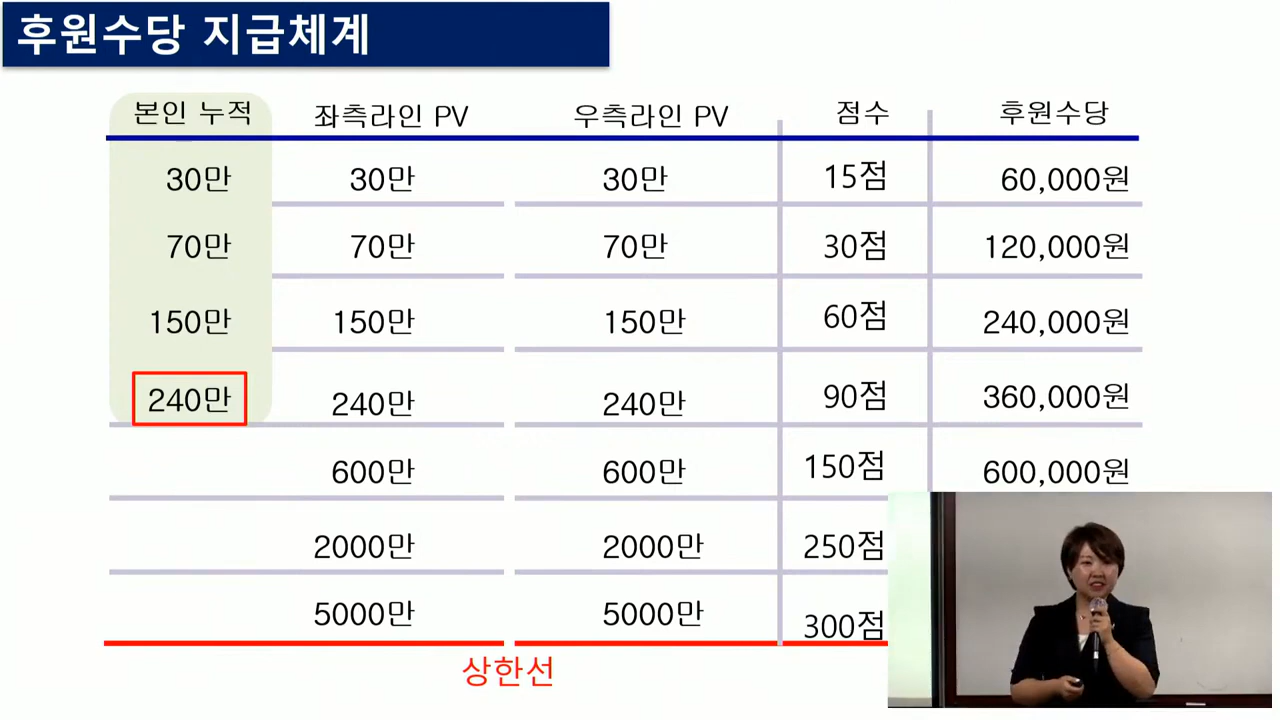 후원수당 지급체계
본인 누적 좌측라인 PV 우측라인 PV 점수 후원수당
30만 30만 30만 15점 60,000원
70만 70만 70만 30점 120,000원
150만 150만 150만 60점 240,000원
240만 240만 240만 90점 360,000원
600만 600만 150점 600,000원
2000만 2000만 250점
5000만 5000만 300점
상한선